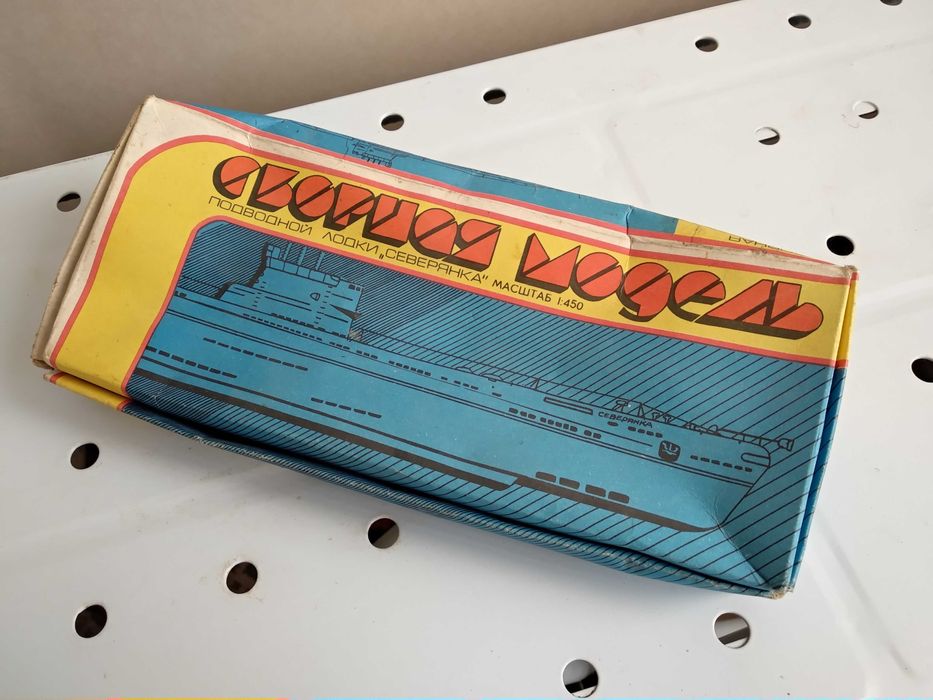 СБОРНАЯ МОДЕЛЬ
ПОДВОДНОЙ ЛОДКИ „СЕВЕРЯНКА" МАСШТАБ 1:450
СЕВЕРЯНКА